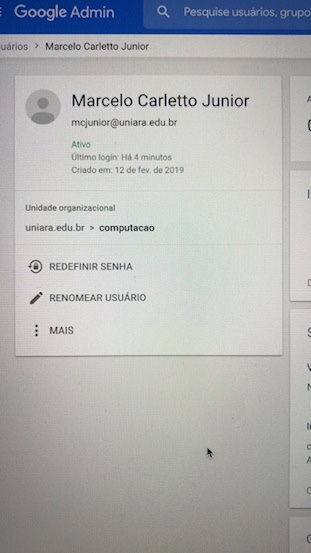 Google Admin
Pesquise usuários, grupo
uários > Marcelo Carletto Junior
Marcelo Carletto Junior
mcjunior@uniara.edu.br
Ativo
Último login: Há 4 minutos
Criado em: 12 de fev. de 2019
Unidade organizacional
uniara.edu.br > computacao
REDEFINIR SENHA
RENOMEAR USUÁRIO
MAIS